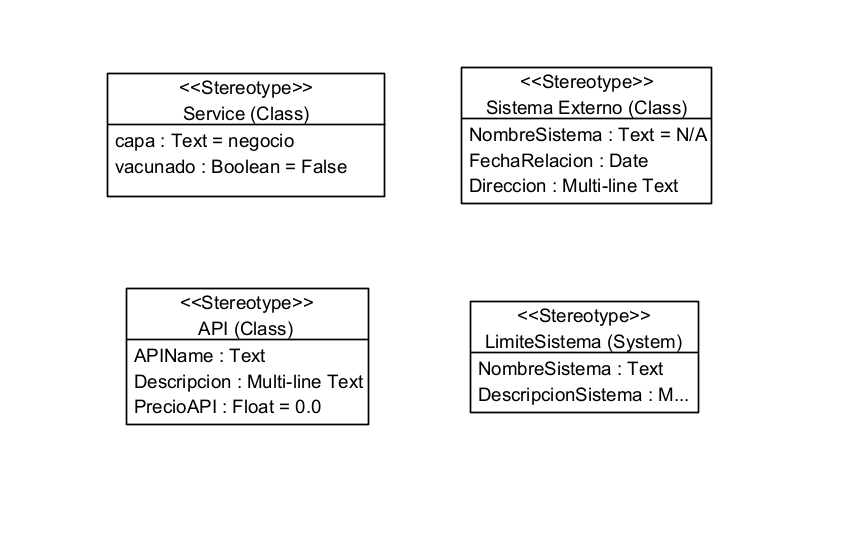 <<Stereotype>>
Service (Class)
capa : Text = negocio
vacunado : Boolean = False
<<Stereotype>>
Sistema Externo (Class)
NombreSistema : Text = N/A
FechaRelacion : Date
Direccion : Multi-line Text
<<Stereotype>>
API (Class)
APIName : Text
Descripcion : Multi-line Text
PrecioAPI : Float = 0.0
<<Stereotype>>
LimiteSistema (System)
NombreSistema : Text
DescripcionSistema : M...